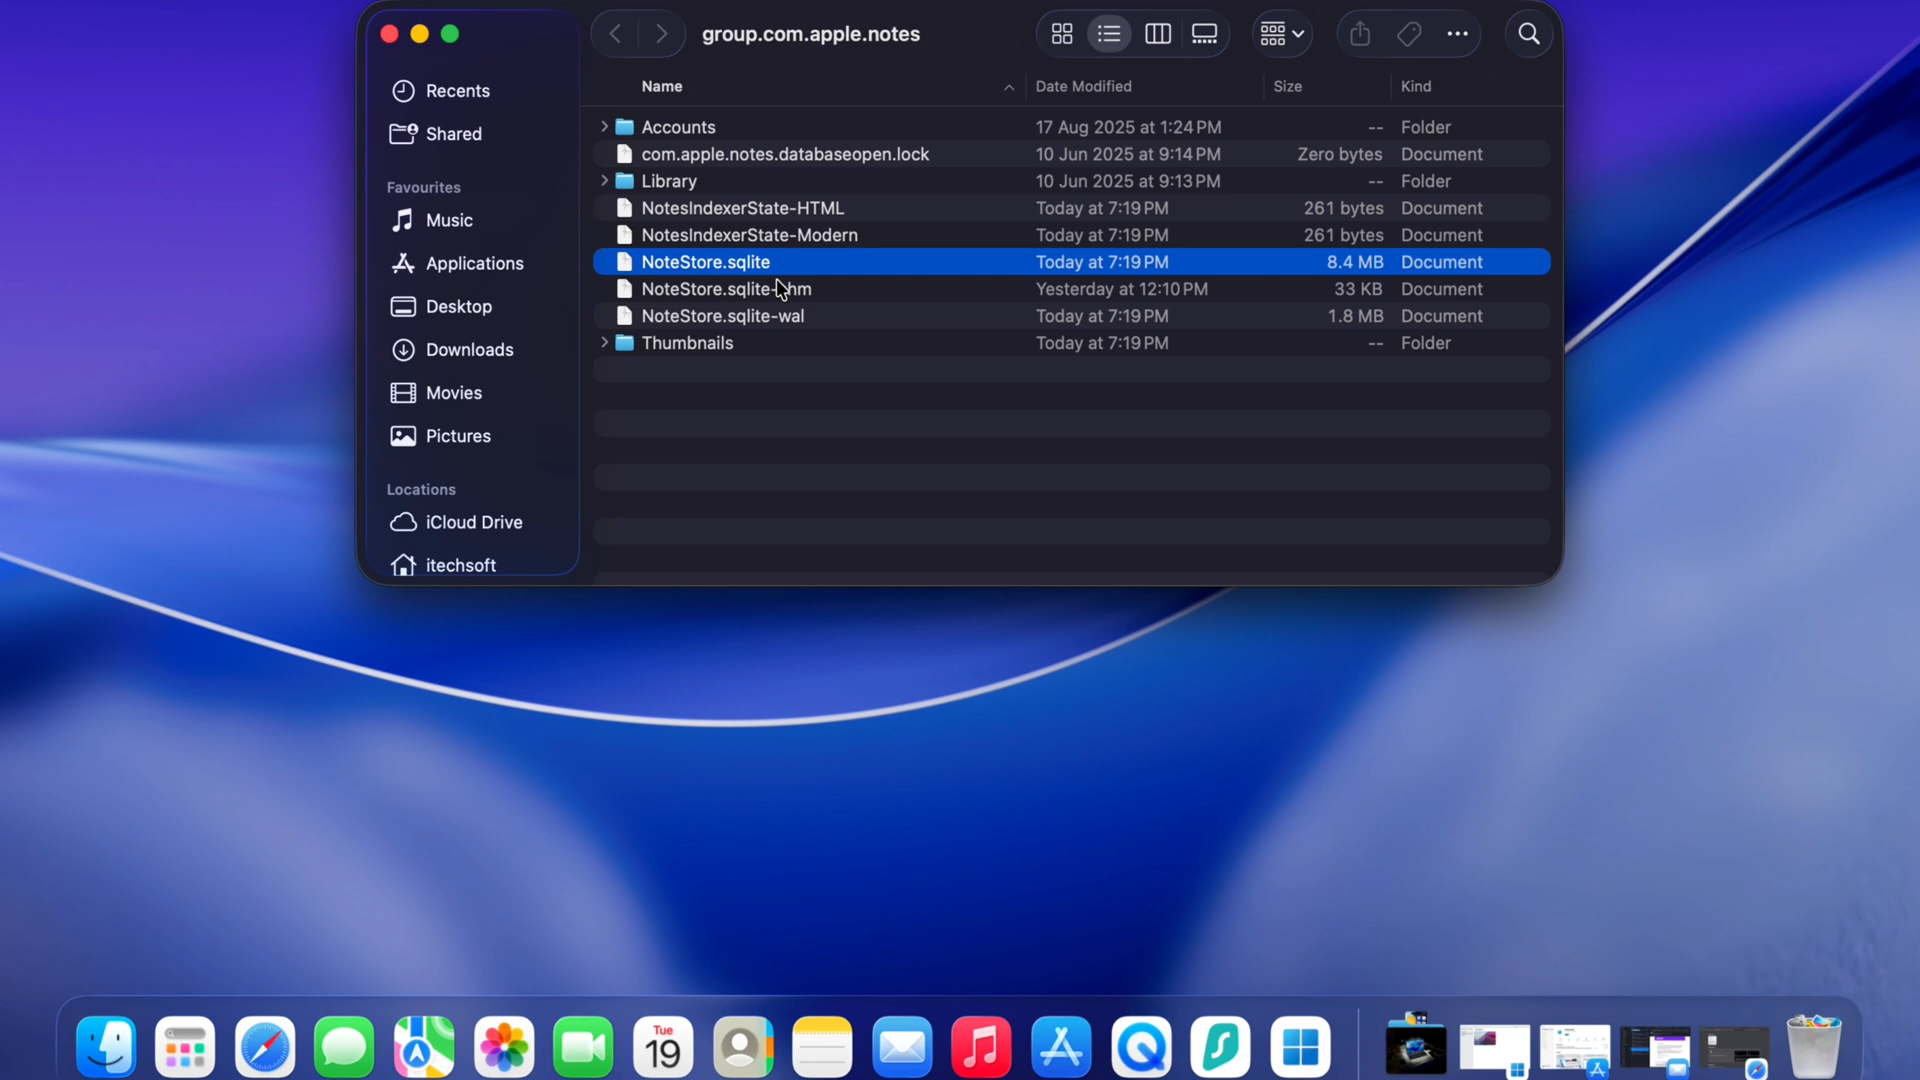 group.com.apple.notes
Recents
Shared
Favourites
Music
Applications
Desktop
Downloads
Movies
Pictures
Locations
iCloud Drive
itechsoft
Name Date Modified Size Kind
Accounts 17 Aug 2025 at 1:24 PM -- Folder
com.apple.notes.databaseopen.lock 10 Jun 2025 at 9:14 PM Zero bytes Document
Library 10 Jun 2025 at 9:13 PM -- Folder
NotesIndexerState-HTML Today at 7:19 PM 261 bytes Document
NotesIndexerState-Modern Today at 7:19 PM 261 bytes Document
NoteStore.sqlite Today at 7:19 PM 8.4 MB Document
NoteStore.sqlite-shm Yesterday at 12:10 PM 33 KB Document
NoteStore.sqlite-wal Today at 7:19 PM 1.8 MB Document
Thumbnails Today at 7:19 PM -- Folder
Tue
19